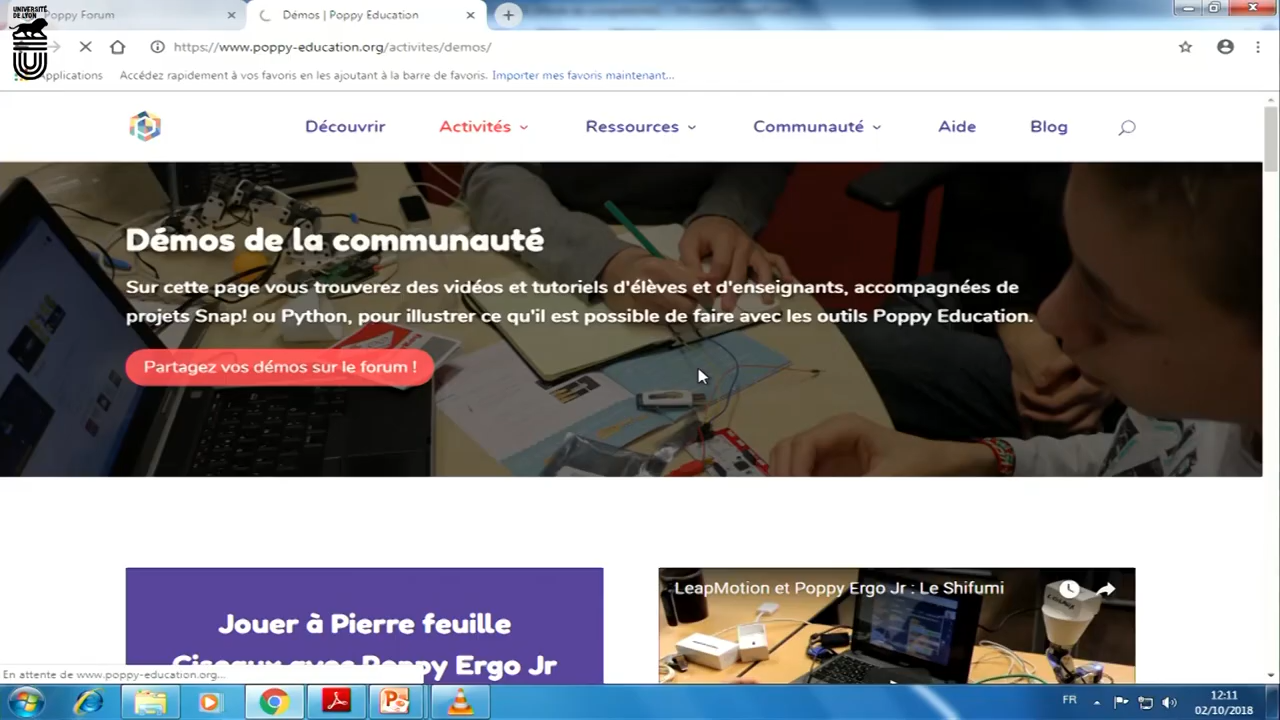 UNIVERSITÉ
DE LYON
Poppy Forum
Démos | Poppy Education
https://www.poppy-education.org/activites/demos/
Applications
Accédez rapidement à vos favoris en les ajoutant à la barre de favoris. Importer mes favoris maintenant...
Découvrir
Activités
Ressources
Communauté
Aide
Blog
Démos de la communauté
Sur cette page vous trouverez des vidéos et tutoriels d'élèves et d'enseignants, accompagnées de
projets Snap! ou Python, pour illustrer ce qu'il est possible de faire avec les outils Poppy Education.
Partagez vos démos sur le forum !
Jouer à Pierre feuille
Ciseaux avec Poppy Ergo Jr
LeapMotion et Poppy Ergo Jr : Le Shifumi
En attente de www.poppy-education.org...
FR
12:11
02/10/2018